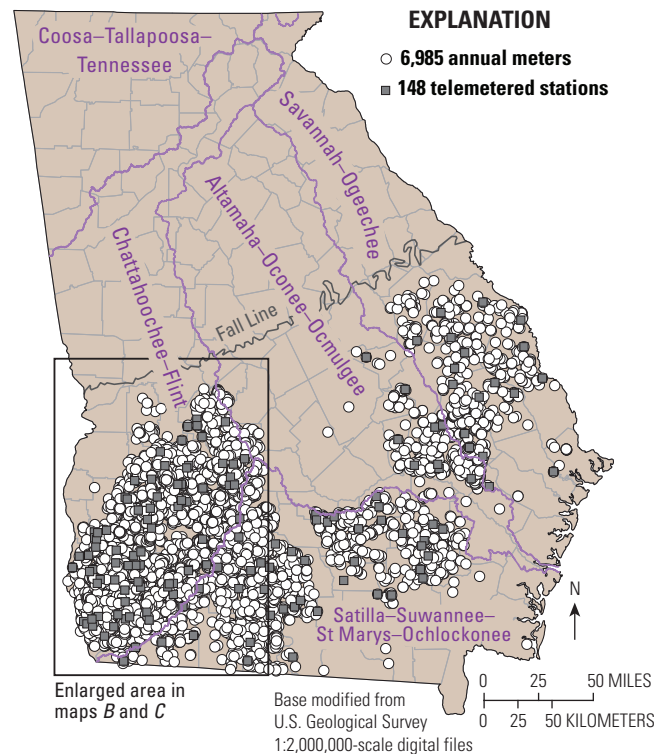 EXPLANATION
6,985 annual meters
148 telemetered stations
Coosa–Tallapoosa–
Tennessee
Savannah–Ogeechee
Altamaha–Oconee–Ocmulgee
Chattahoochee–Flint
Fall Line
Satilla–Suwannee–
St Marys–Ochlockonee
N
Enlarged area in
maps B and C
Base modified from
U.S. Geological Survey
1:2,000,000-scale digital files
0 25 50 MILES
0 25 50 KILOMETERS